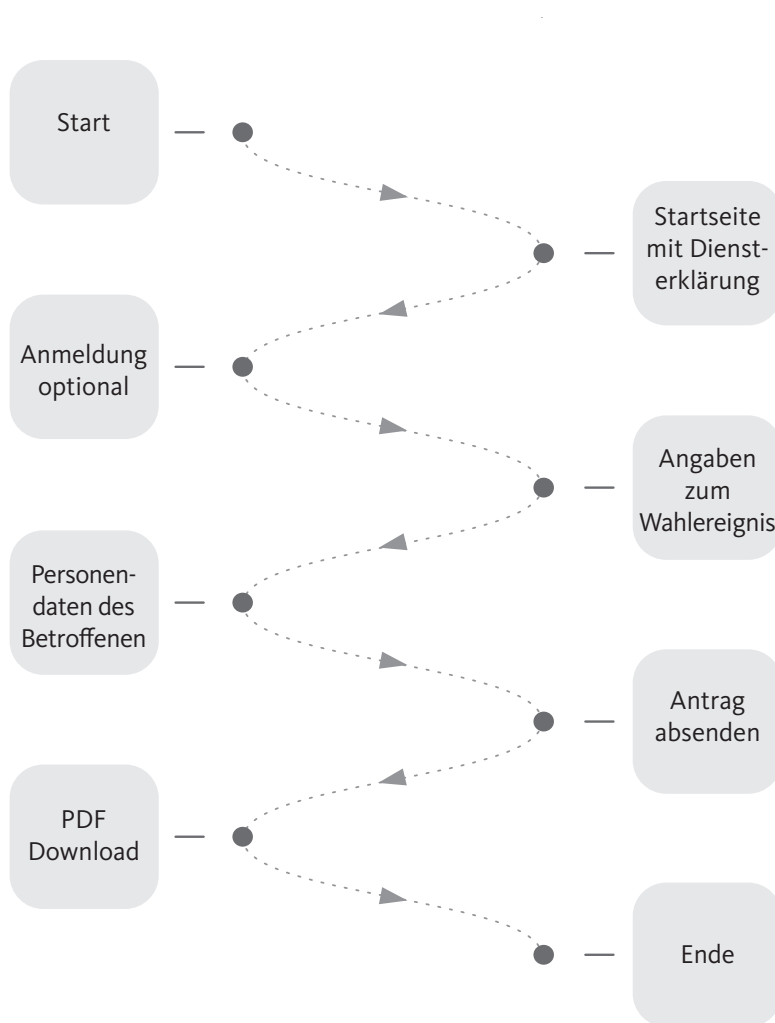 Start
Startseite
mit Dienst-
erklärung
Anmeldung
optional
Angaben
zum
Wahlereignis
Personen-
daten des
Betroffenen
Antrag
absenden
PDF
Download
Ende